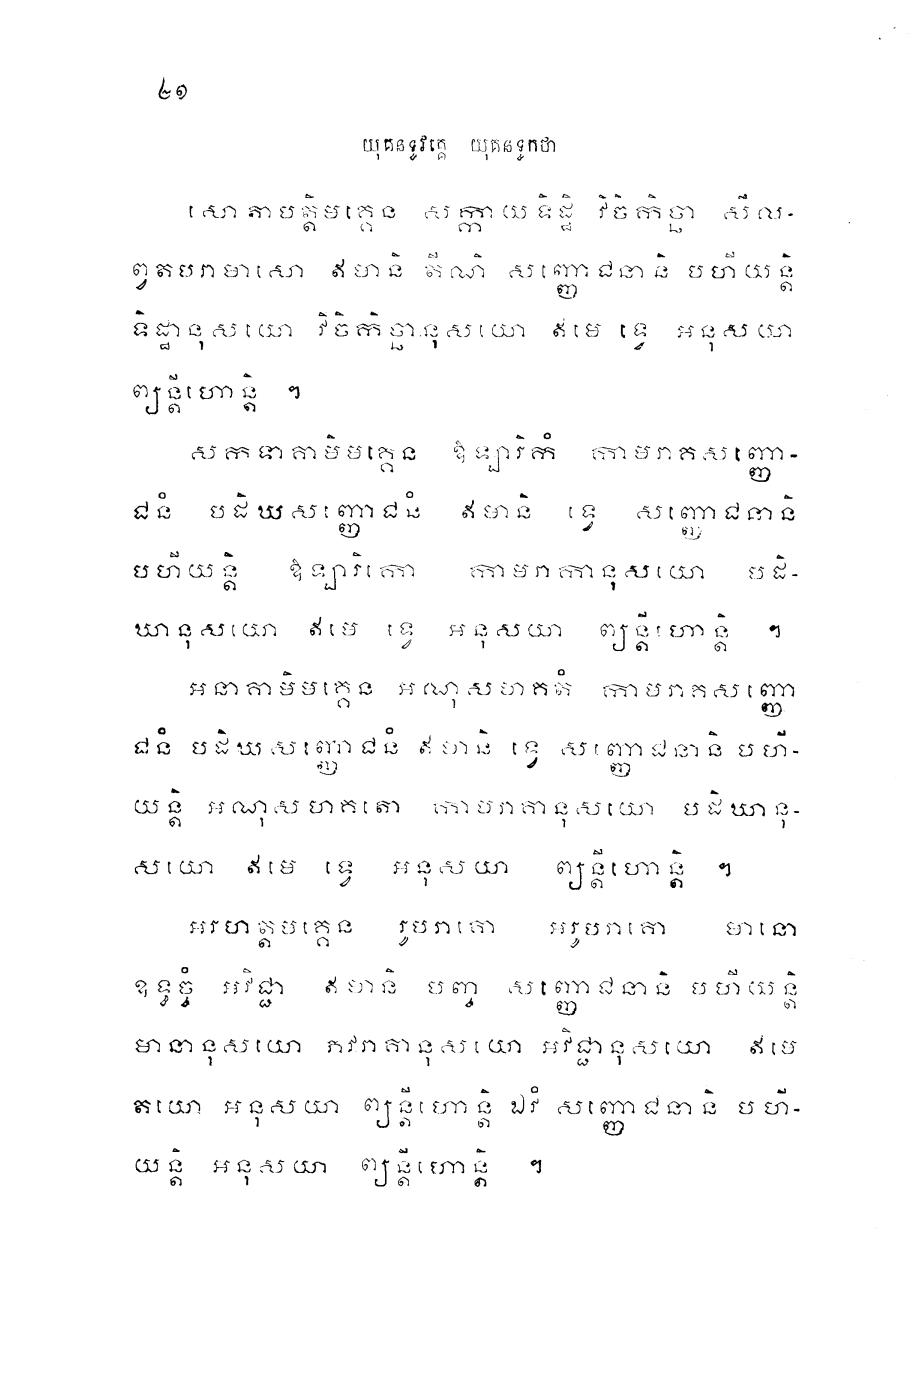 ៤១
យុគនទ្ធវគ្គេ យុគនទ្ធកថា
សោតាបត្តិមគ្គេន សក្កាយទិដ្ឋិ វិចិកិច្ឆា សីល-
ព្វតបរាមាសោ ឥមានិ តីណិ សញ្ញោជនានិ បហីយន្តិ
ទិដ្ឋានុសយោ វិចិកិច្ឆានុសយោ ឥមេ ទ្វេ អនុសយា
ព្យន្តីហោន្តិ ។
សកទាគាមិមគ្គេន ឱឡារិកំ កាមរាគសញ្ញោ-
ជនំ បដិឃសញ្ញោជនំ ឥមានិ ទ្វេ សញ្ញោជនានិ
បហីយន្តិ ឱឡារិកោ កាមរាគានុសយោ បដិ-
ឃានុសយោ ឥមេ ទ្វេ អនុសយា ព្យន្តីហោន្តិ ។
អនាគាមិមគ្គេន អណុសហគតំ កាមរាគសញ្ញោ
ជនំ បដិឃសញ្ញោជនំ ឥមានិ ទ្វេ សញ្ញោជនានិ បហី-
យន្តិ អណុសហគតោ កាមរាគានុសយោ បដិឃានុ-
សយោ ឥមេ ទ្វេ អនុសយា ព្យន្តីហោន្តិ ។
អរហត្តមគ្គេន រូបរាគោ អរូបរាគោ មានោ
ឧទ្ធច្ចំ អវិជ្ជា ឥមានិ បញ្ច សញ្ញោជនានិ បហីយន្តិ
មានានុសយោ ភវរាគានុសយោ អវិជ្ជានុសយោ ឥមេ
តយោ អនុសយា ព្យន្តីហោន្តិ ឯវំ សញ្ញោជនានិ បហី-
យន្តិ អនុសយា ព្យន្តីហោន្តិ ។